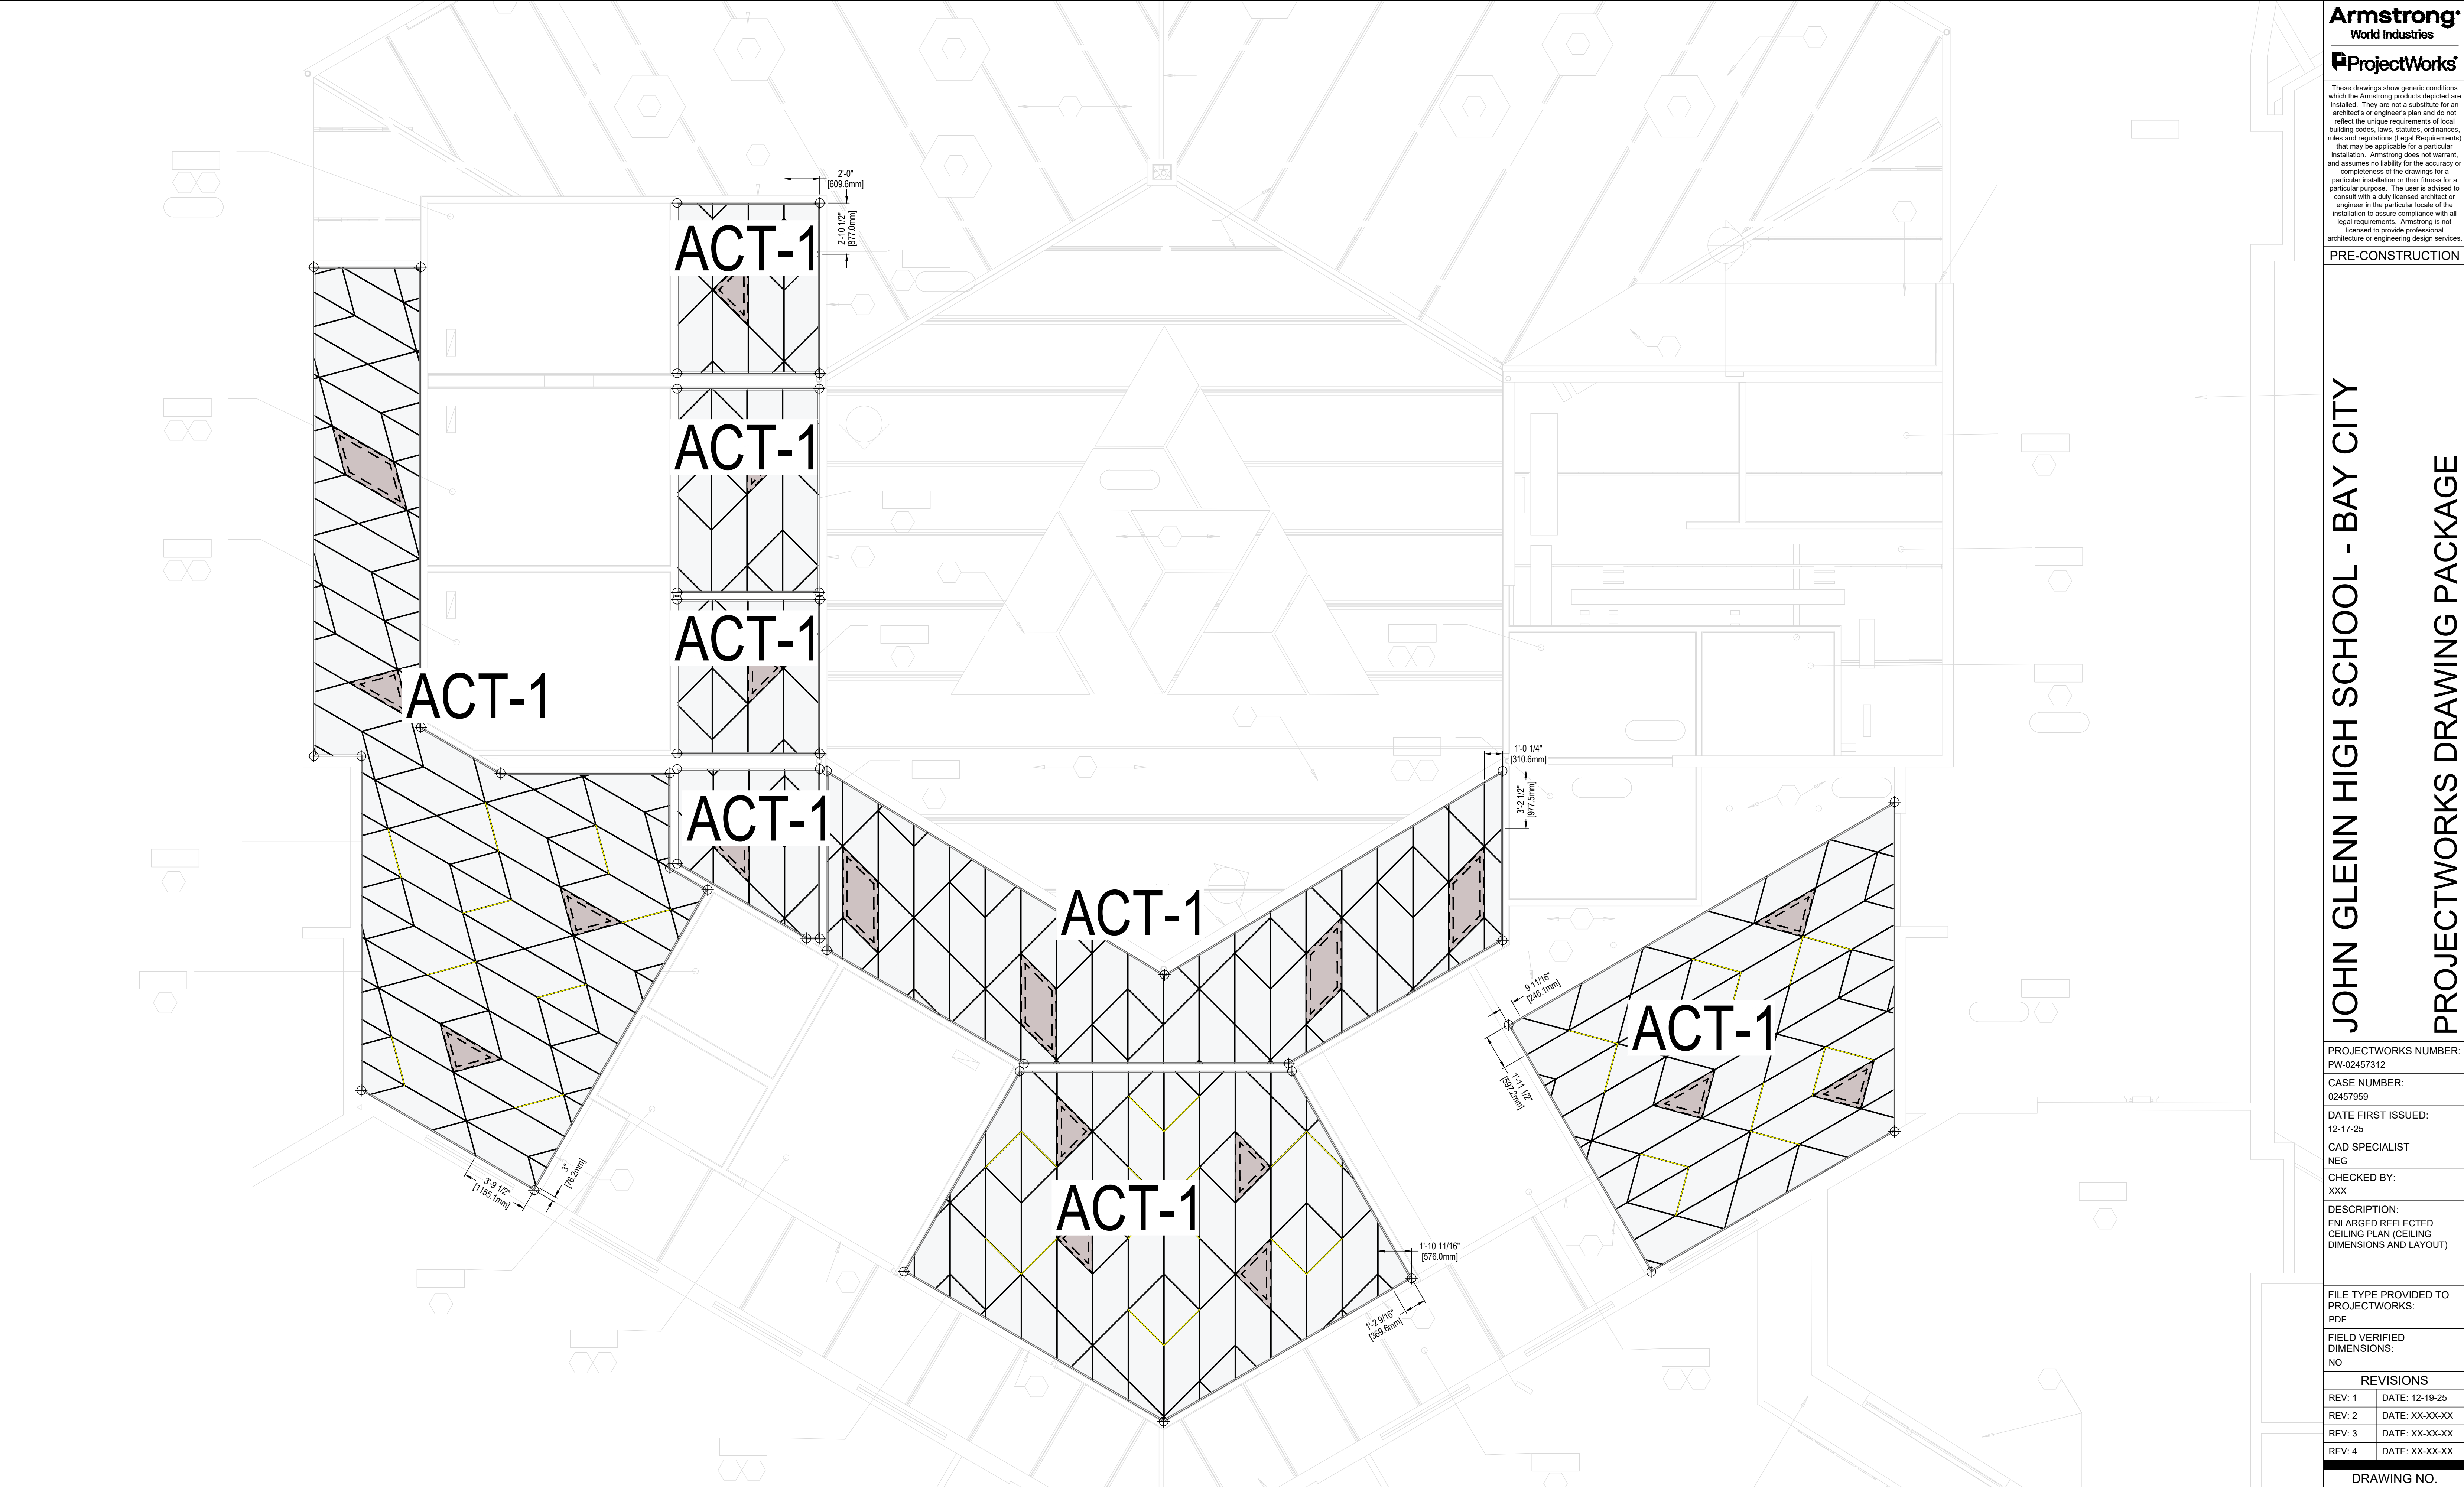 2'-0"
[609.6mm]
2'-10 1/2"
[877.0mm]
ACT-1
ACT-1
ACT-1
ACT-1
ACT-1
ACT-1
1'-0 1/4"
[310.6mm]
3'-2 1/2"
[977.5mm]
9 11/16"
[246.1mm]
1'-11 1/2"
[597.2mm]
ACT-1
3'-9 1/2"
[1155.1mm]
3"
[76.2mm]
ACT-1
1'-10 11/16"
[576.0mm]
1'-2 9/16"
[369.6mm]
Armstrong
World Industries
ProjectWorks
These drawings show generic conditions
which the Armstrong products depicted are
installed. They are not a substitute for an
architect's or engineer's plan and do not
reflect the unique requirements of local
building codes, laws, statutes, ordinances,
rules and regulations (Legal Requirements)
that may be applicable for a particular
installation. Armstrong does not warrant,
and assumes no liability for the accuracy or
completeness of the drawings for a
particular installation or their fitness for a
particular purpose. The user is advised to
consult with a duly licensed architect or
engineer in the particular locale of the
installation to assure compliance with all
legal requirements. Armstrong is not
licensed to provide professional
architecture or engineering design services.
PRE-CONSTRUCTION
JOHN GLENN HIGH SCHOOL - BAY CITY
PROJECTWORKS DRAWING PACKAGE
PROJECTWORKS NUMBER:
PW-02457312
CASE NUMBER:
02457959
DATE FIRST ISSUED:
12-17-25
CAD SPECIALIST
NEG
CHECKED BY:
XXX
DESCRIPTION:
ENLARGED REFLECTED
CEILING PLAN (CEILING
DIMENSIONS AND LAYOUT)
FILE TYPE PROVIDED TO
PROJECTWORKS:
PDF
FIELD VERIFIED
DIMENSIONS:
NO
REVISIONS
REV: 1 DATE: 12-19-25
REV: 2 DATE: XX-XX-XX
REV: 3 DATE: XX-XX-XX
REV: 4 DATE: XX-XX-XX
DRAWING NO.